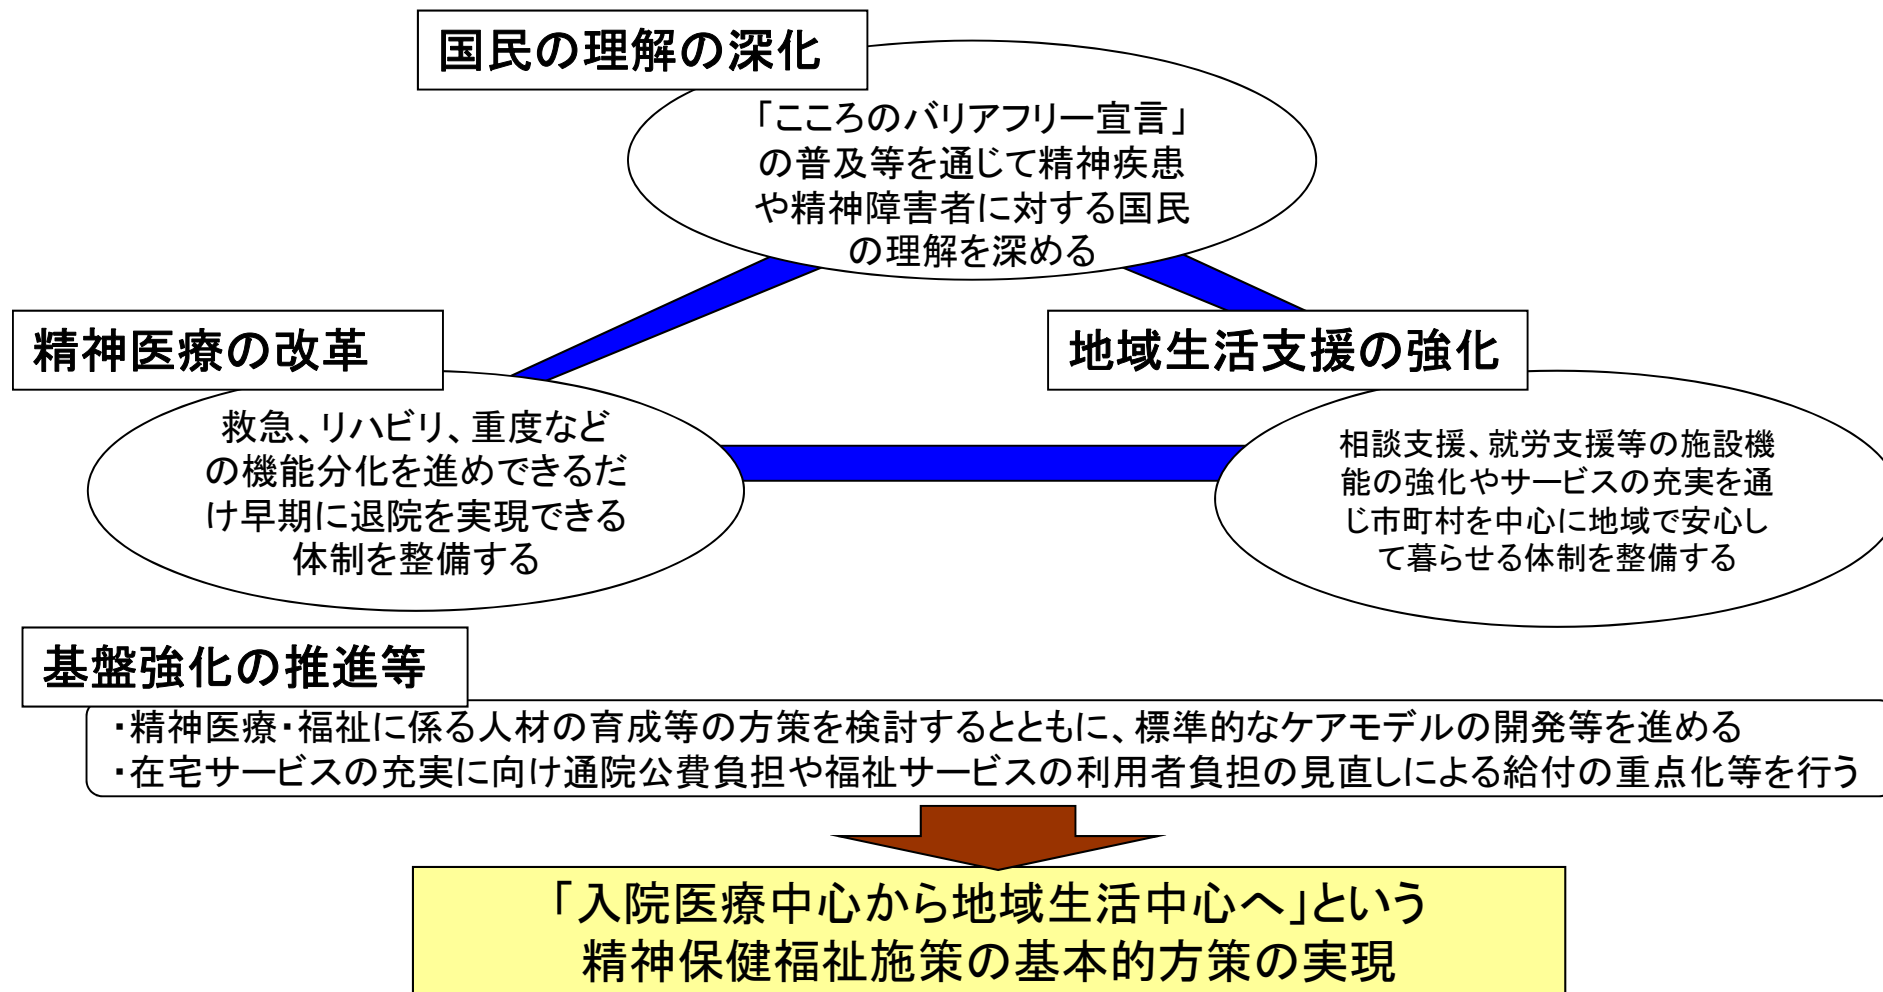 国民の理解の深化
「こころのバリアフリー宣言」
の普及等を通じて精神疾患
や精神障害者に対する国民
の理解を深める
精神医療の改革
救急、リハビリ、重度など
の機能分化を進めできるだ
け早期に退院を実現できる
体制を整備する
地域生活支援の強化
相談支援、就労支援等の施設機
能の強化やサービスの充実を通
じ市町村を中心に地域で安心し
て暮らせる体制を整備する
基盤強化の推進等
・精神医療・福祉に係る人材の育成等の方策を検討するとともに、標準的なケアモデルの開発等を進める
・在宅サービスの充実に向け通院公費負担や福祉サービスの利用者負担の見直しによる給付の重点化等を行う
「入院医療中心から地域生活中心へ」という
精神保健福祉施策の基本的方策の実現